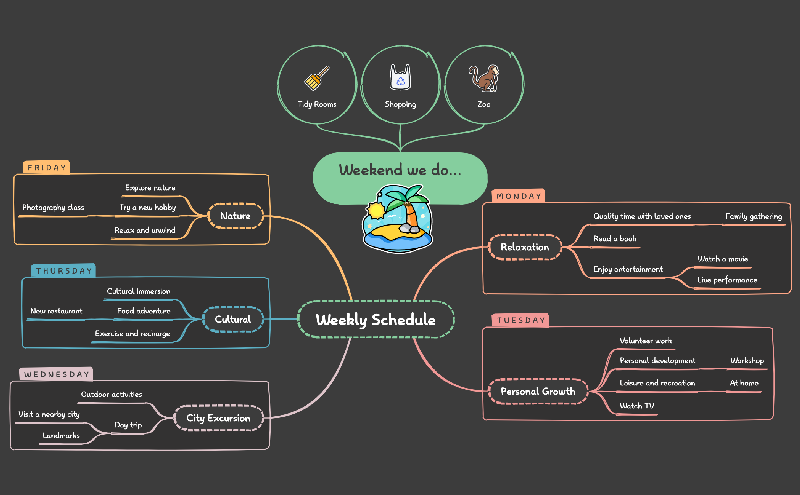 Tidy Rooms
Shopping
Zoo
Weekend we do...
FRIDAY
Explore nature
Photography class
Try a new hobby
Nature
Relax and unwind
MONDAY
Quality time with loved ones
Family gathering
Read a book
Relaxation
Watch a movie
Enjoy entertainment
Live performance
THURSDAY
Cultural Immersion
New restaurant
Food adventure
Cultural
Exercise and recharge
Weekly Schedule
TUESDAY
Volunteer work
Personal development
Workshop
Leisure and recreation
At home
Personal Growth
Watch TV
WEDNESDAY
Outdoor activities
Visit a nearby city
Day trip
City Excursion
Landmarks